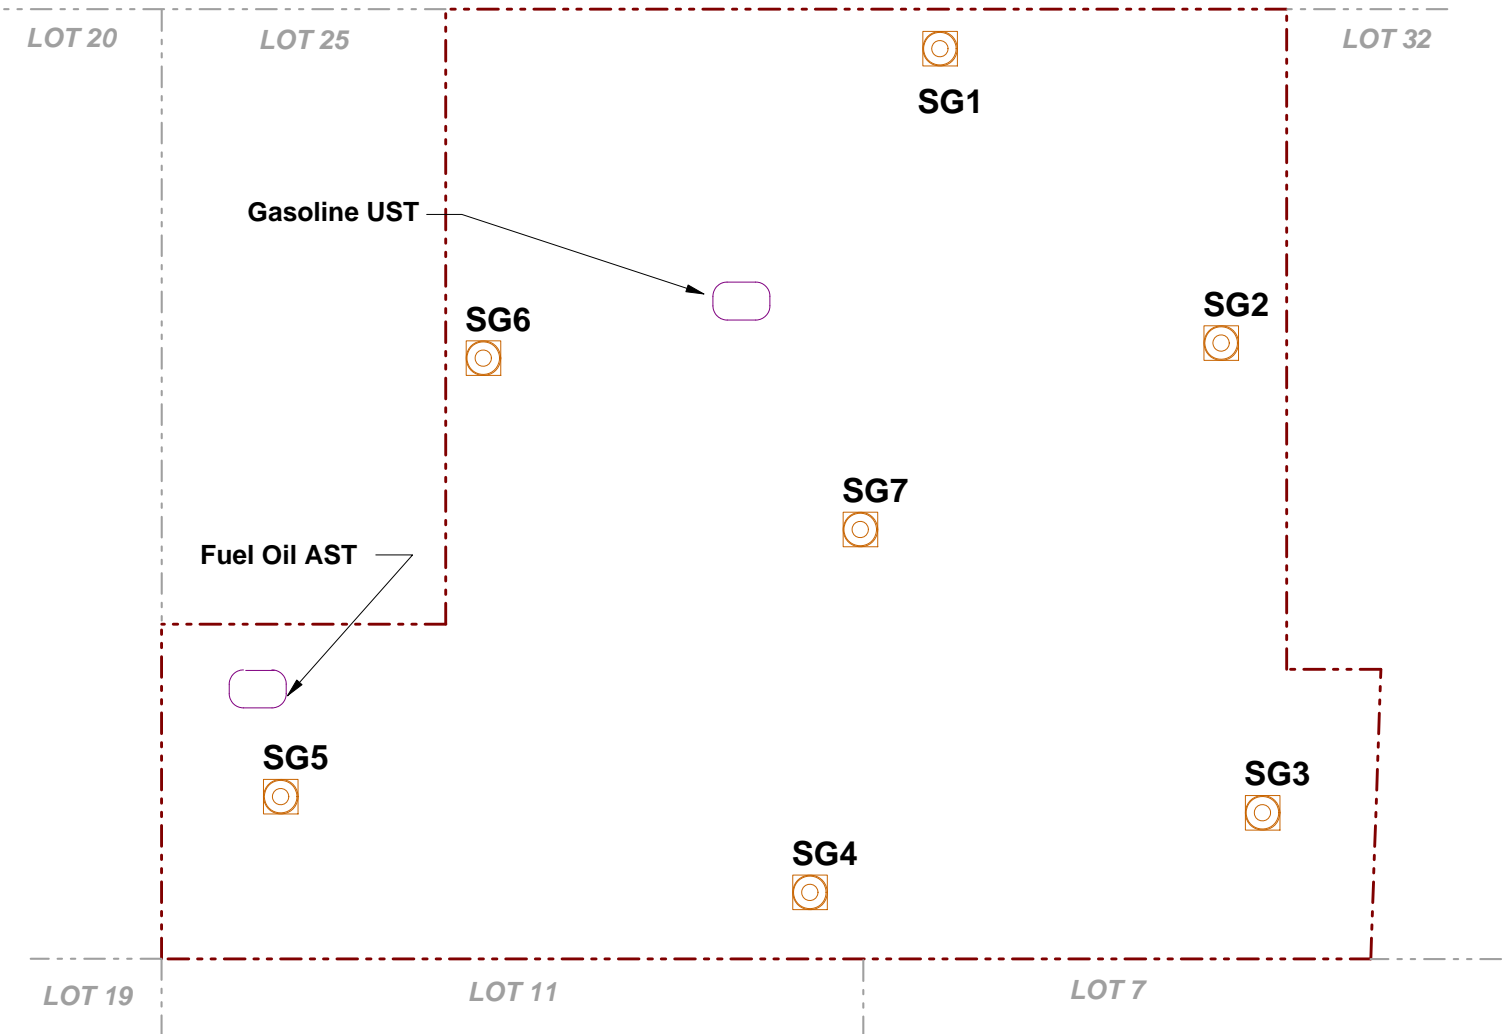 LOT 20
LOT 25
LOT 32
SG1
Gasoline UST
SG2
SG6
SG7
Fuel Oil AST
SG5
SG3
SG4
LOT 19
LOT 11
LOT 7